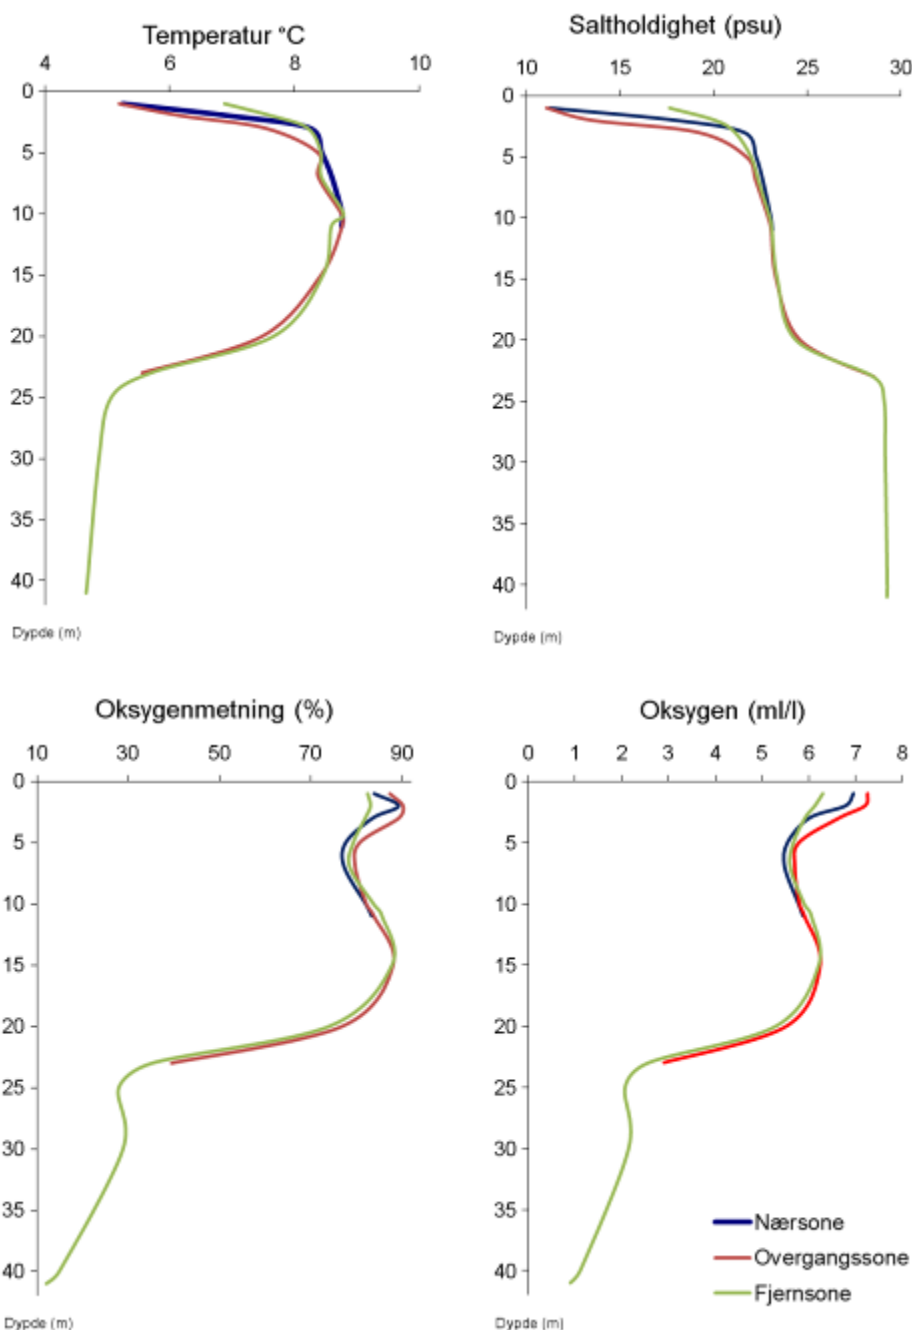 Temperatur °C
4 6 8 10
0
5
10
15
20
25
30
35
40
Dypde (m)
Saltholdighet (psu)
10 15 20 25 30
0
5
10
15
20
25
30
35
40
Dypde (m)
Oksygenmetning (%)
10 30 50 70 90
0
5
10
15
20
25
30
35
40
Dypde (m)
Oksygen (ml/l)
0 1 2 3 4 5 6 7 8
0
5
10
15
20
25
30
35
40
Dypde (m)
Nærsone
Overgangssone
Fjernsone